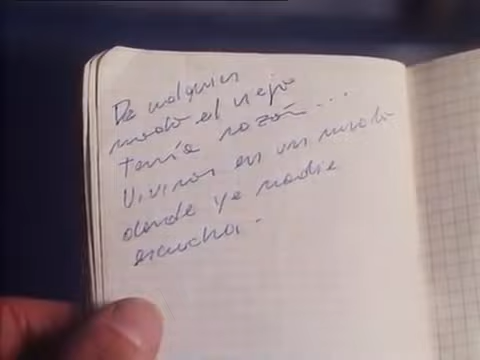 De cualquier
modo el viejo
tenía razón...
Vivimos en un mundo
donde ya nadie
escucha.